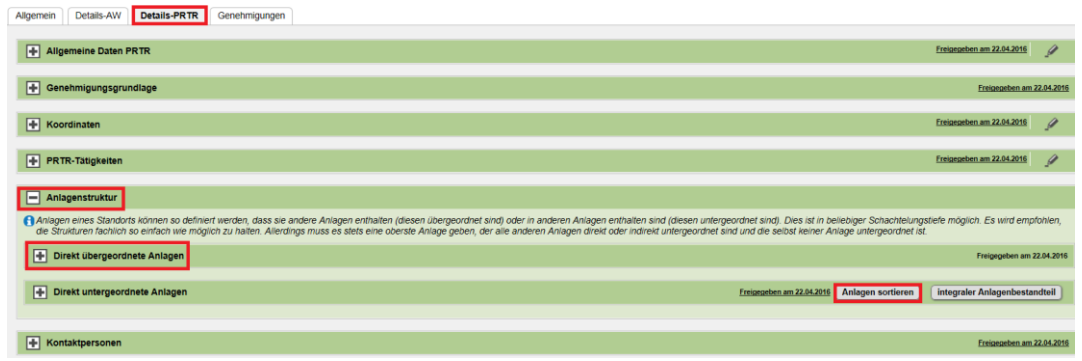 Allgemein Details-AW Details-PRTR Genehmigungen
Allgemeine Daten PRTR Freigegeben am 22.04.2016
Genehmigungsgrundlage Freigegeben am 22.04.2016
Koordinaten Freigegeben am 22.04.2016
PRTR-Tätigkeiten Freigegeben am 22.04.2016
Anlagenstruktur
Anlagen eines Standorts können so definiert werden, dass sie andere Anlagen enthalten (diesen übergeordnet sind) oder in anderen Anlagen enthalten sind (diesen untergeordnet sind). Dies ist in beliebiger Schachtelungstiefe möglich. Es wird empfohlen,
die Strukturen fachlich so einfach wie möglich zu halten. Allerdings muss es stets eine oberste Anlage geben, der alle anderen Anlagen direkt oder indirekt untergeordnet sind und die selbst keiner Anlage untergeordnet ist.
Direkt übergeordnete Anlagen Freigegeben am 22.04.2016
Direkt untergeordnete Anlagen Freigegeben am 22.04.2016 Anlagen sortieren integraler Anlagenbestandteil
Kontaktpersonen Freigegeben am 22.04.2016